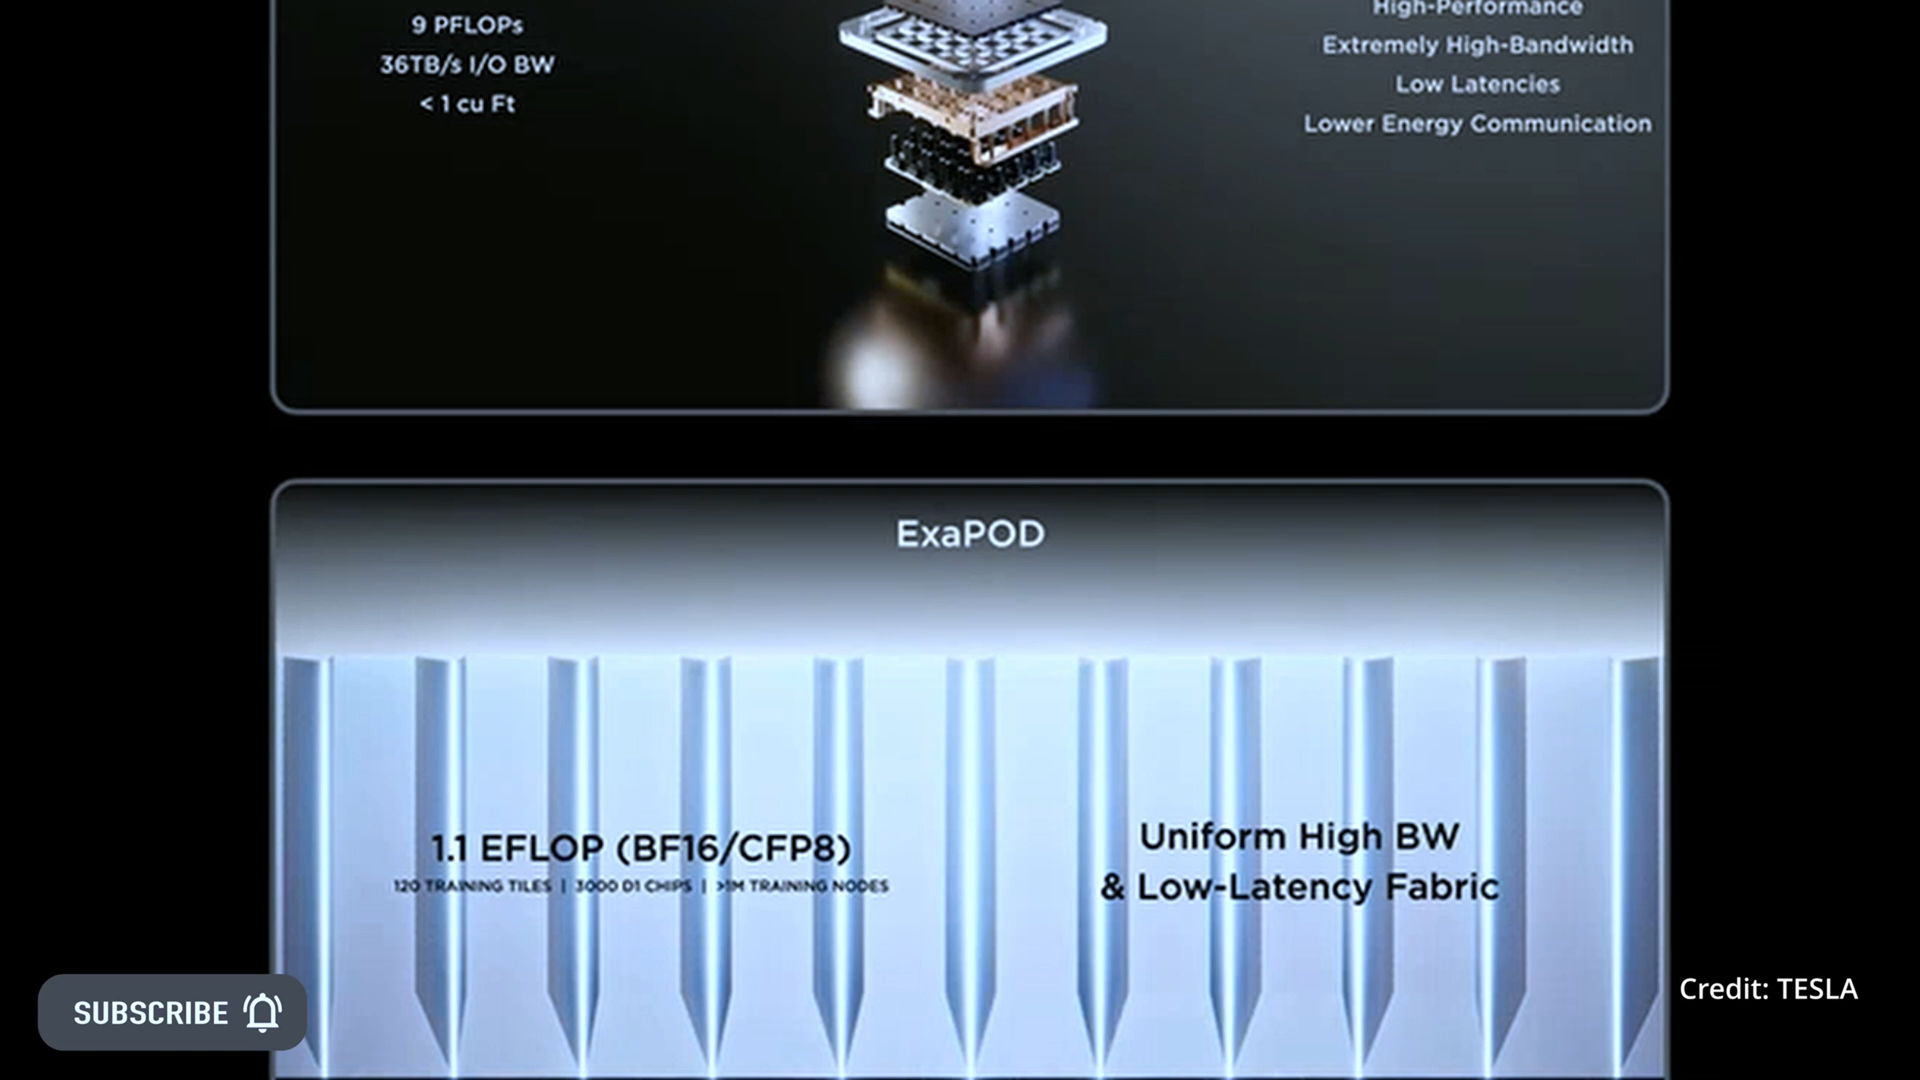 9 PFLOPs
36TB/s I/O BW
< 1 cu Ft
High-Performance
Extremely High-Bandwidth
Low Latencies
Lower Energy Communication
ExaPOD
1.1 EFLOP (BF16/CFP8)
120 TRAINING TILES | 3000 D1 CHIPS | >1M TRAINING NODES
Uniform High BW
& Low-Latency Fabric
SUBSCRIBE
Credit: TESLA